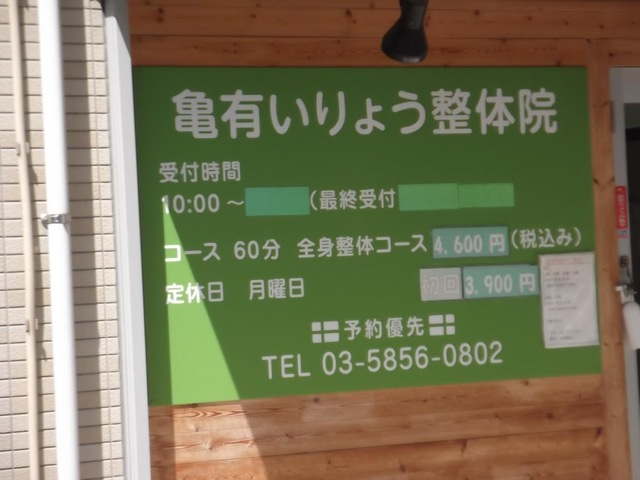 亀有いりょう整体院
受付時間
10:00～ (最終受付
コース 60分 全身整体コース 4,600円(税込み)
定休日 月曜日 初回 3,900円
予約優先
TEL 03-5856-0802